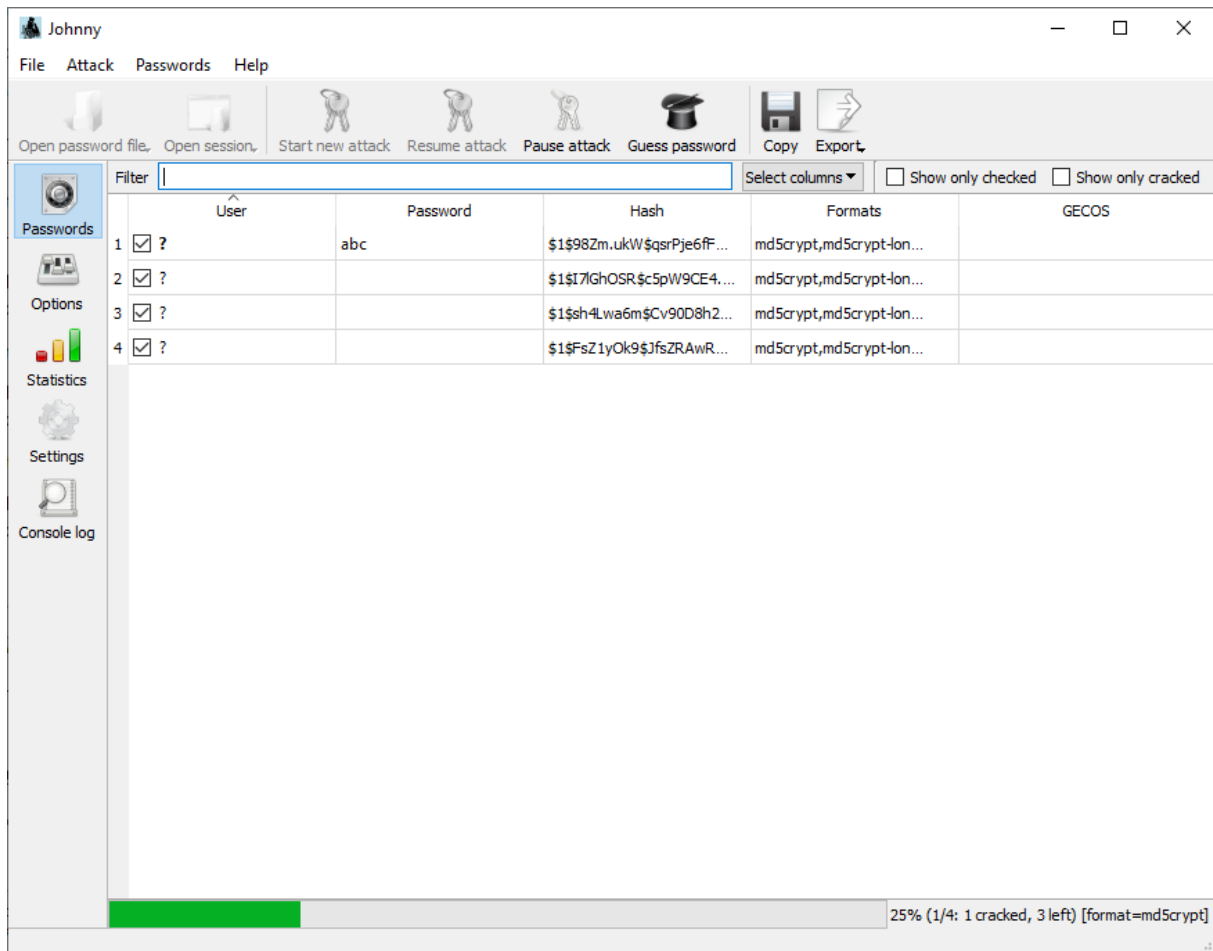 Johnny
File Attack Passwords Help
Open password file Open session Start new attack Resume attack Pause attack Guess password Copy Export
Filter Select columns Show only checked Show only cracked
Passwords
Options
Statistics
Settings
Console log
User Password Hash Formats GECOS
1 ? abc $1$98Zm.ukW$qsrPje6fF... md5crypt,md5crypt-lon...
2 ? $1$I7lGhOSR$c5pW9CE4.... md5crypt,md5crypt-lon...
3 ? $1$sh4Lwa6m$Cv90D8h2... md5crypt,md5crypt-lon...
4 ? $1$FsZ1yOk9$JfsZRAwR... md5crypt,md5crypt-lon...
25% (1/4: 1 cracked, 3 left) [format=md5crypt]